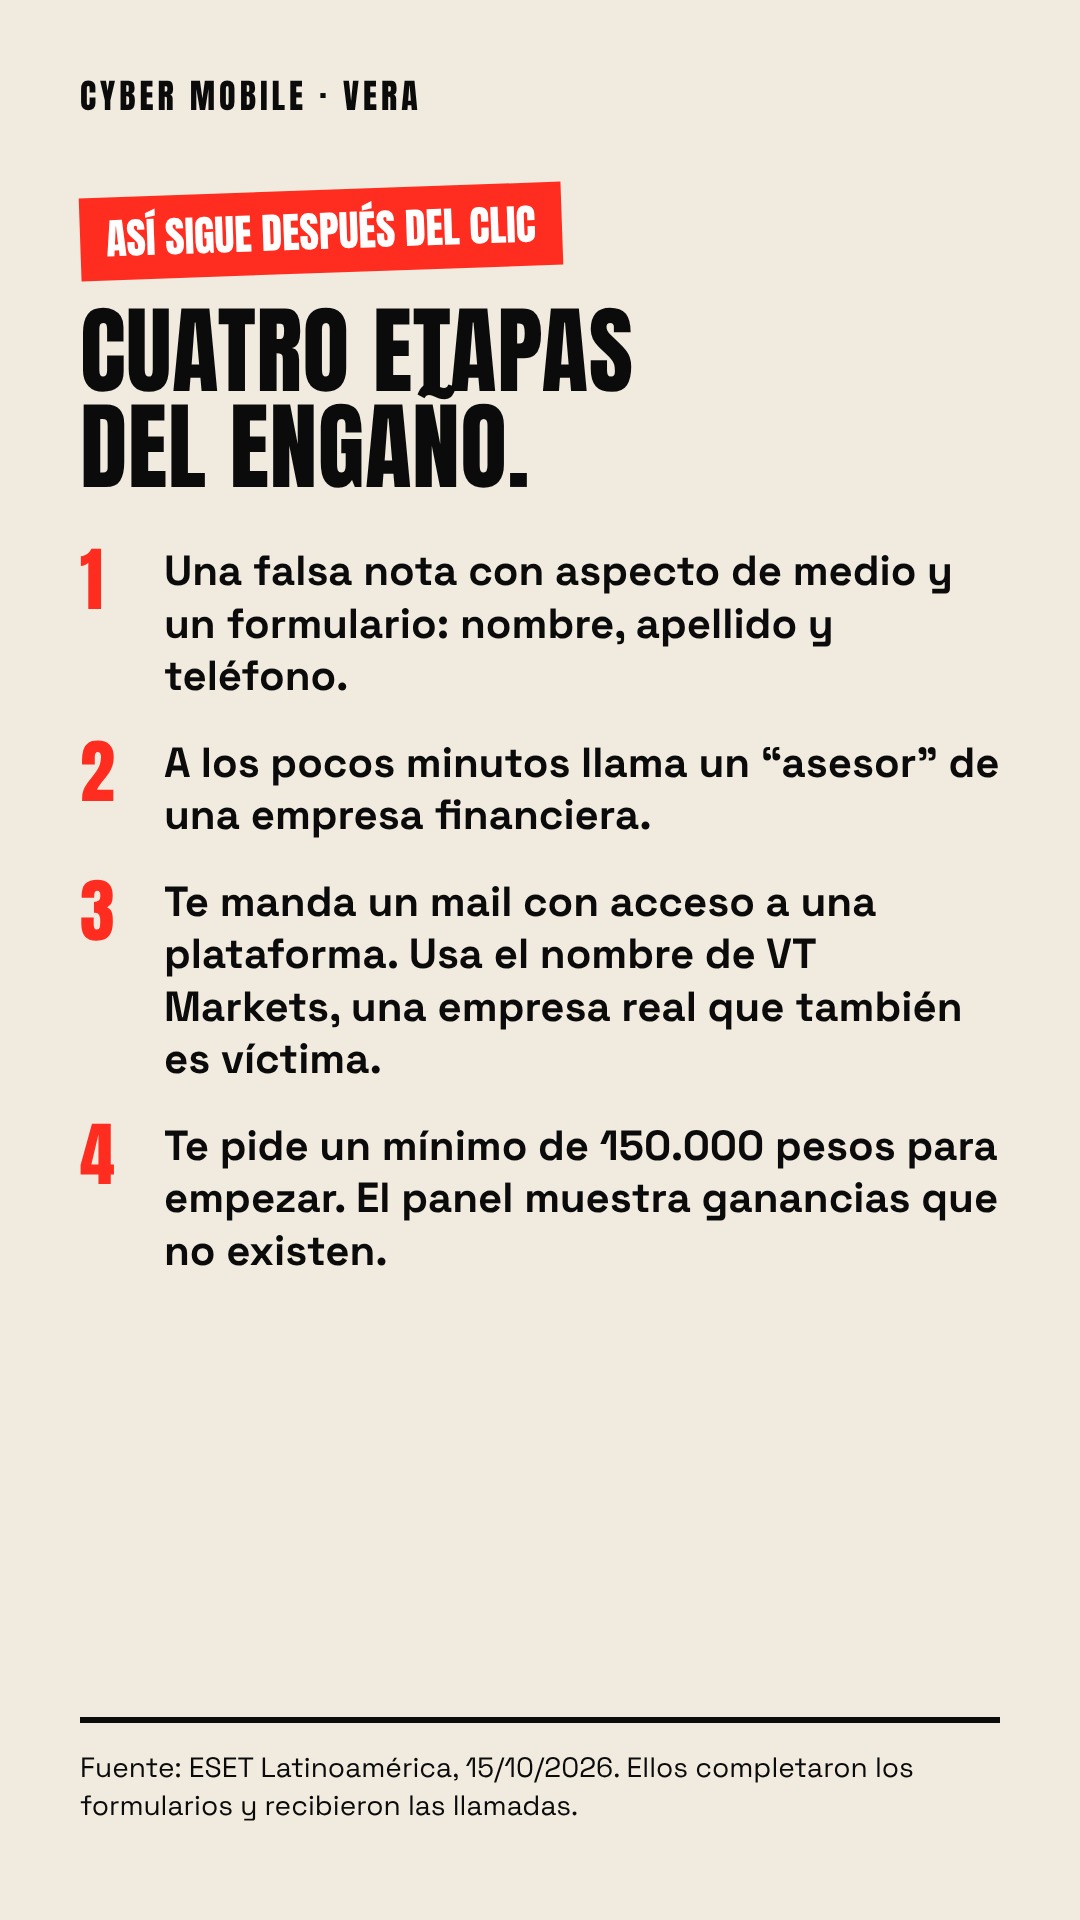 CYBER MOBILE · VERA
ASÍ SIGUE DESPUÉS DEL CLIC
CUATRO ETAPAS
DEL ENGAÑO.
1 Una falsa nota con aspecto de medio y
un formulario: nombre, apellido y
teléfono.
2 A los pocos minutos llama un “asesor” de
una empresa financiera.
3 Te manda un mail con acceso a una
plataforma. Usa el nombre de VT
Markets, una empresa real que también
es víctima.
4 Te pide un mínimo de 150.000 pesos para
empezar. El panel muestra ganancias que
no existen.
Fuente: ESET Latinoamérica, 15/10/2026. Ellos completaron los
formularios y recibieron las llamadas.